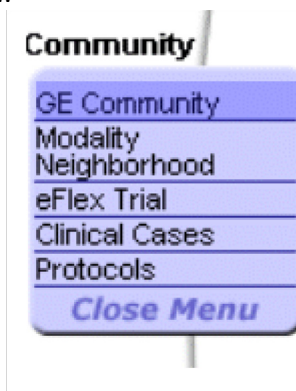 Community
GE Community
Modality
Neighborhood
eFlex Trial
Clinical Cases
Protocols
Close Menu